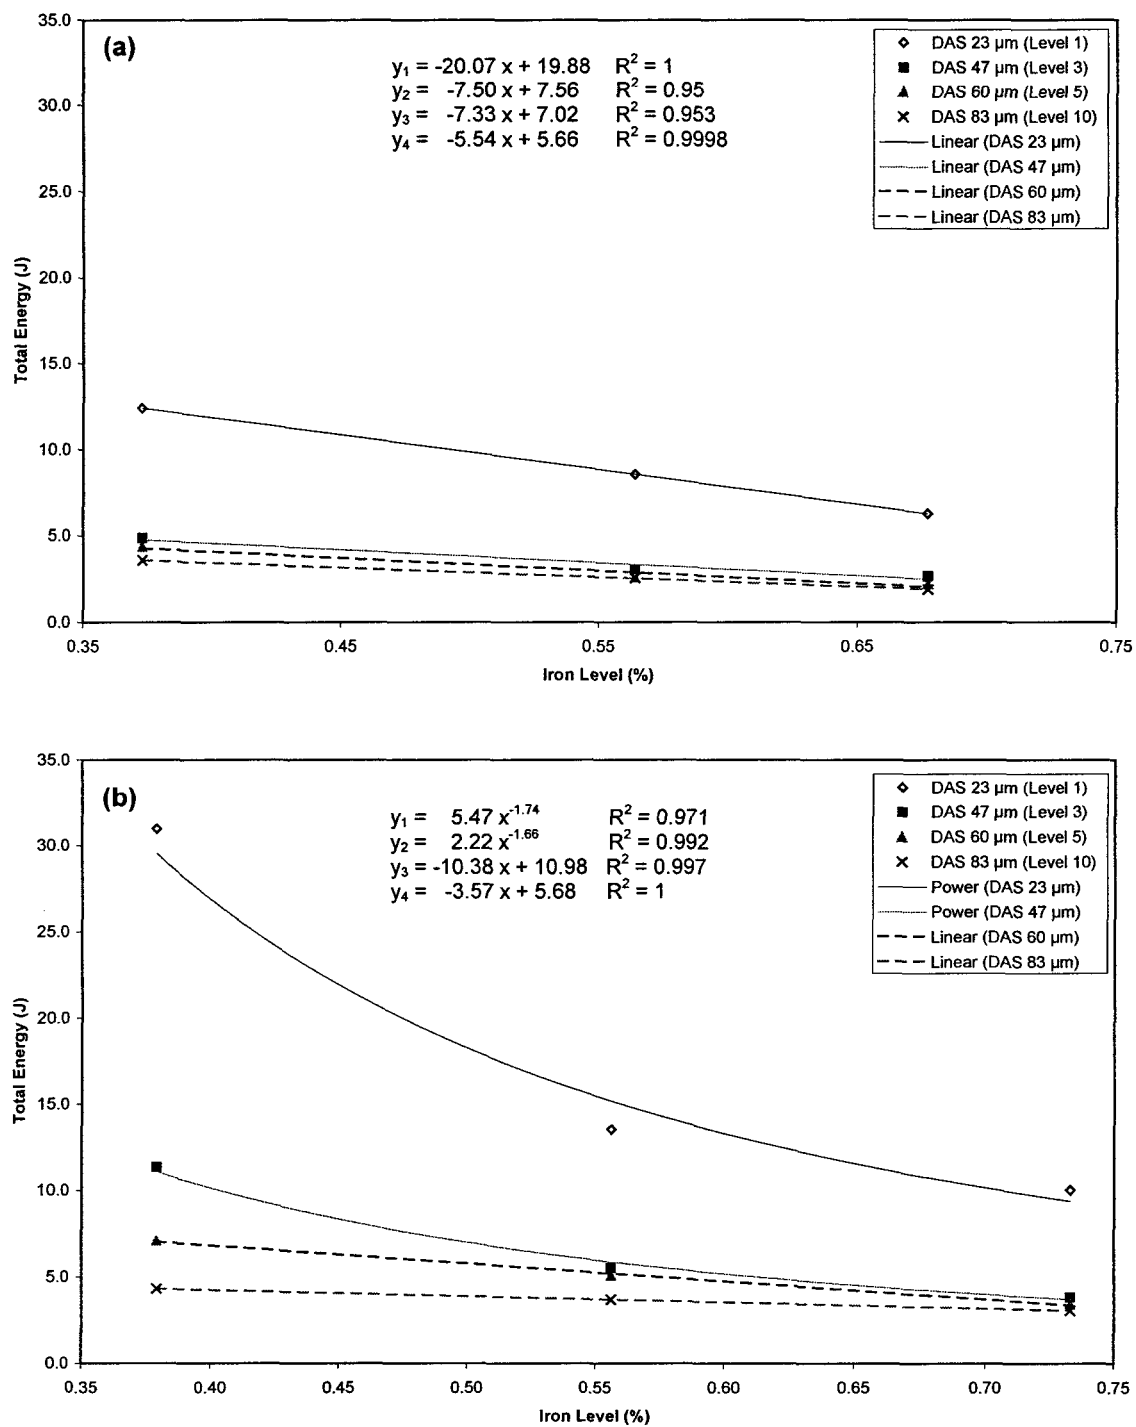 (a)
y₁ = -20.07 x + 19.88 R² = 1
y₂ = -7.50 x + 7.56 R² = 0.95
y₃ = -7.33 x + 7.02 R² = 0.953
y₄ = -5.54 x + 5.66 R² = 0.9998
DAS 23 µm (Level 1)
DAS 47 µm (Level 3)
DAS 60 µm (Level 5)
DAS 83 µm (Level 10)
Linear (DAS 23 µm)
Linear (DAS 47 µm)
Linear (DAS 60 µm)
Linear (DAS 83 µm)
35.0
30.0
25.0
20.0
15.0
10.0
5.0
0.0
Total Energy (J)
0.35 0.45 0.55 0.65 0.75
Iron Level (%)
(b)
y₁ = 5.47 x⁻¹·⁷⁴ R² = 0.971
y₂ = 2.22 x⁻¹·⁶⁶ R² = 0.992
y₃ = -10.38 x + 10.98 R² = 0.997
y₄ = -3.57 x + 5.68 R² = 1
DAS 23 µm (Level 1)
DAS 47 µm (Level 3)
DAS 60 µm (Level 5)
DAS 83 µm (Level 10)
Power (DAS 23 µm)
Power (DAS 47 µm)
Linear (DAS 60 µm)
Linear (DAS 83 µm)
35.0
30.0
25.0
20.0
15.0
10.0
5.0
0.0
Total Energy (J)
0.35 0.40 0.45 0.50 0.55 0.60 0.65 0.70 0.75
Iron Level (%)